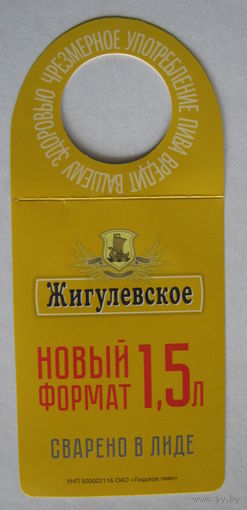 ЧРЕЗМЕРНОЕ УПОТРЕБЛЕНИЕ ПИВА ВРЕДИТ ВАШЕМУ ЗДОРОВЬЮ
Жигулевское
НОВЫЙ
ФОРМАТ 1,5л
СВАРЕНО В ЛИДЕ
УНП 500022116 ОАО «Лидское пиво»
ay.by